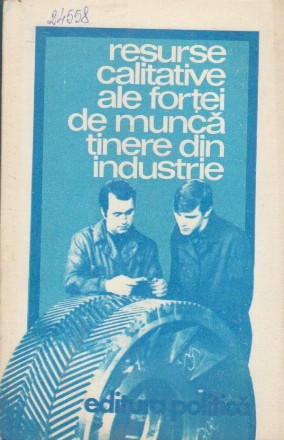 24558
resurse
calitative
ale forței
de muncă
tinere din
industrie
editura politică